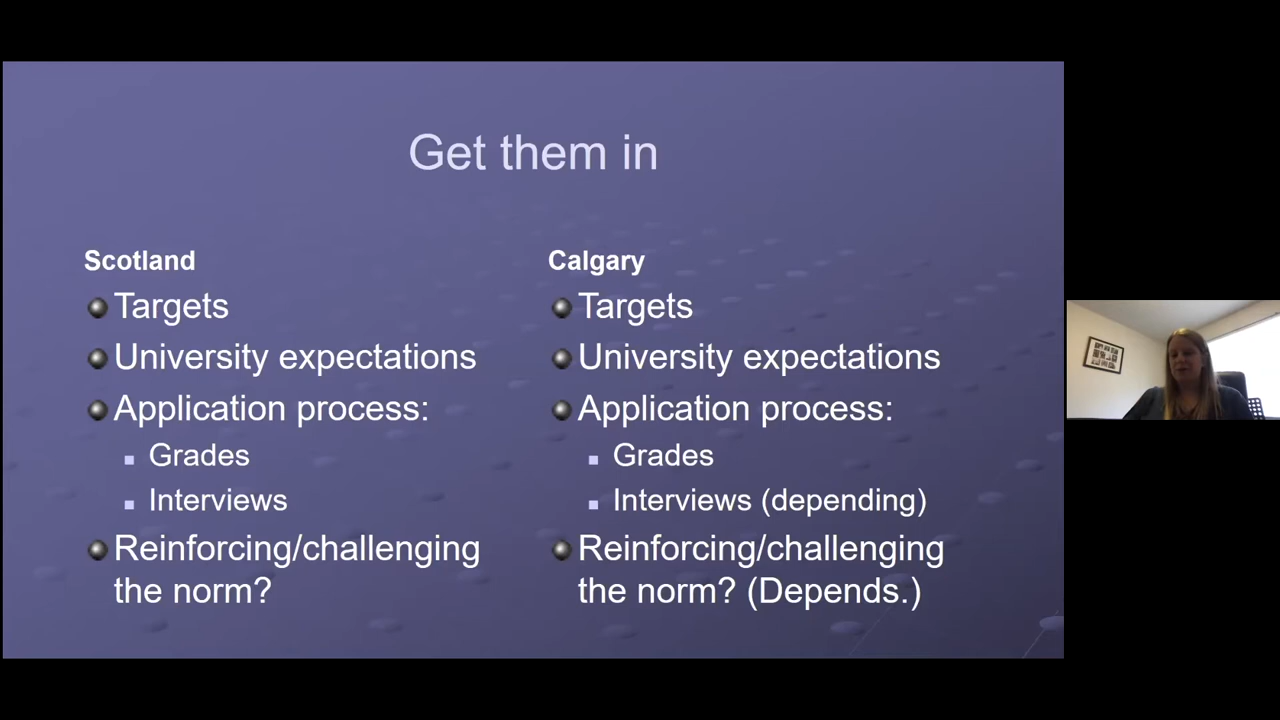 Get them in
Scotland
Targets
University expectations
Application process:
Grades
Interviews
Reinforcing/challenging
the norm?
Calgary
Targets
University expectations
Application process:
Grades
Interviews (depending)
Reinforcing/challenging
the norm? (Depends.)